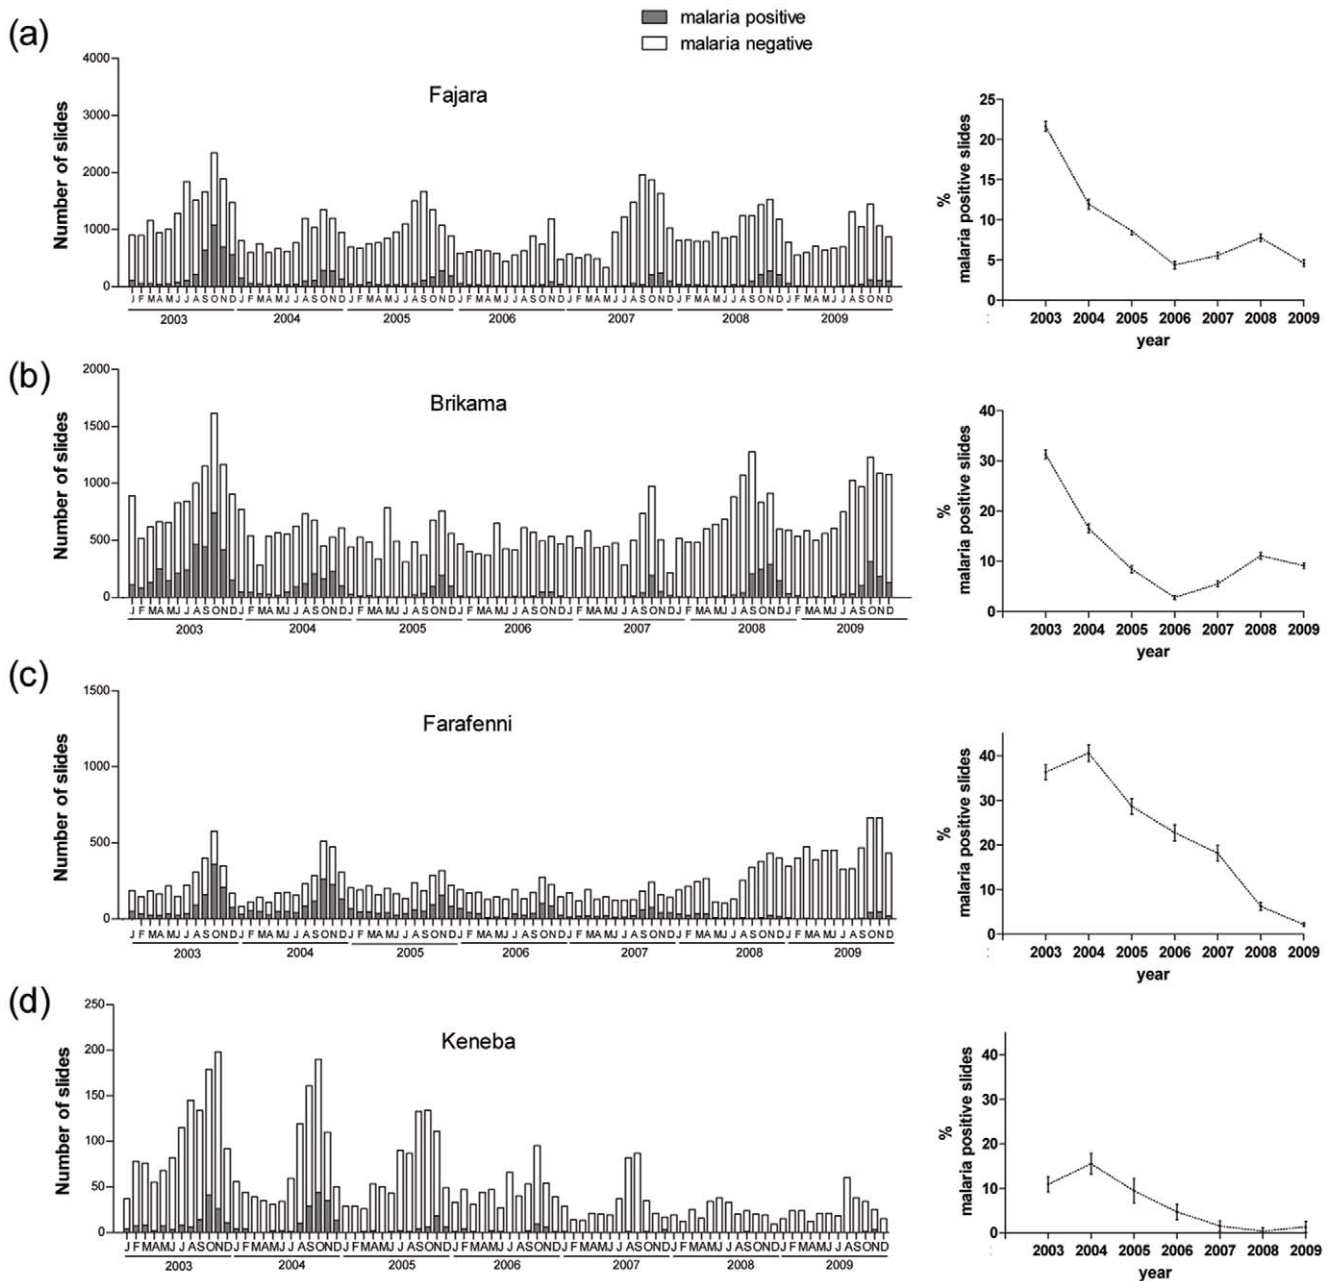 (a)
malaria positive
malaria negative
Fajara
Number of slides
4000
3000
2000
1000
0
J F M A M J J A S O N D J F M A M J J A S O N D J F M A M J J A S O N D J F M A M J J A S O N D J F M A M J J A S O N D J F M A M J J A S O N D J F M A M J J A S O N D
2003 2004 2005 2006 2007 2008 2009
%
malaria positive slides
25
20
15
10
5
0
2003 2004 2005 2006 2007 2008 2009
year
(b)
Brikama
Number of slides
2000
1500
1000
500
0
J F M A M J J A S O N D J F M A M J J A S O N D J F M A M J J A S O N D J F M A M J J A S O N D J F M A M J J A S O N D J F M A M J J A S O N D J F M A M J J A S O N D
2003 2004 2005 2006 2007 2008 2009
%
malaria positive slides
40
30
20
10
0
2003 2004 2005 2006 2007 2008 2009
year
(c)
Farafenni
Number of slides
1500
1000
500
0
J F M A M J J A S O N D J F M A M J J A S O N D J F M A M J J A S O N D J F M A M J J A S O N D J F M A M J J A S O N D J F M A M J J A S O N D J F M A M J J A S O N D
2003 2004 2005 2006 2007 2008 2009
%
malaria positive slides
40
30
20
10
0
2003 2004 2005 2006 2007 2008 2009
year
(d)
Keneba
Number of slides
250
200
150
100
50
0
J F M A M J J A S O N D J F M A M J J A S O N D J F M A M J J A S O N D J F M A M J J A S O N D J F M A M J J A S O N D J F M A M J J A S O N D J F M A M J J A S O N D
2003 2004 2005 2006 2007 2008 2009
%
malaria positive slides
40
30
20
10
0
2003 2004 2005 2006 2007 2008 2009
year